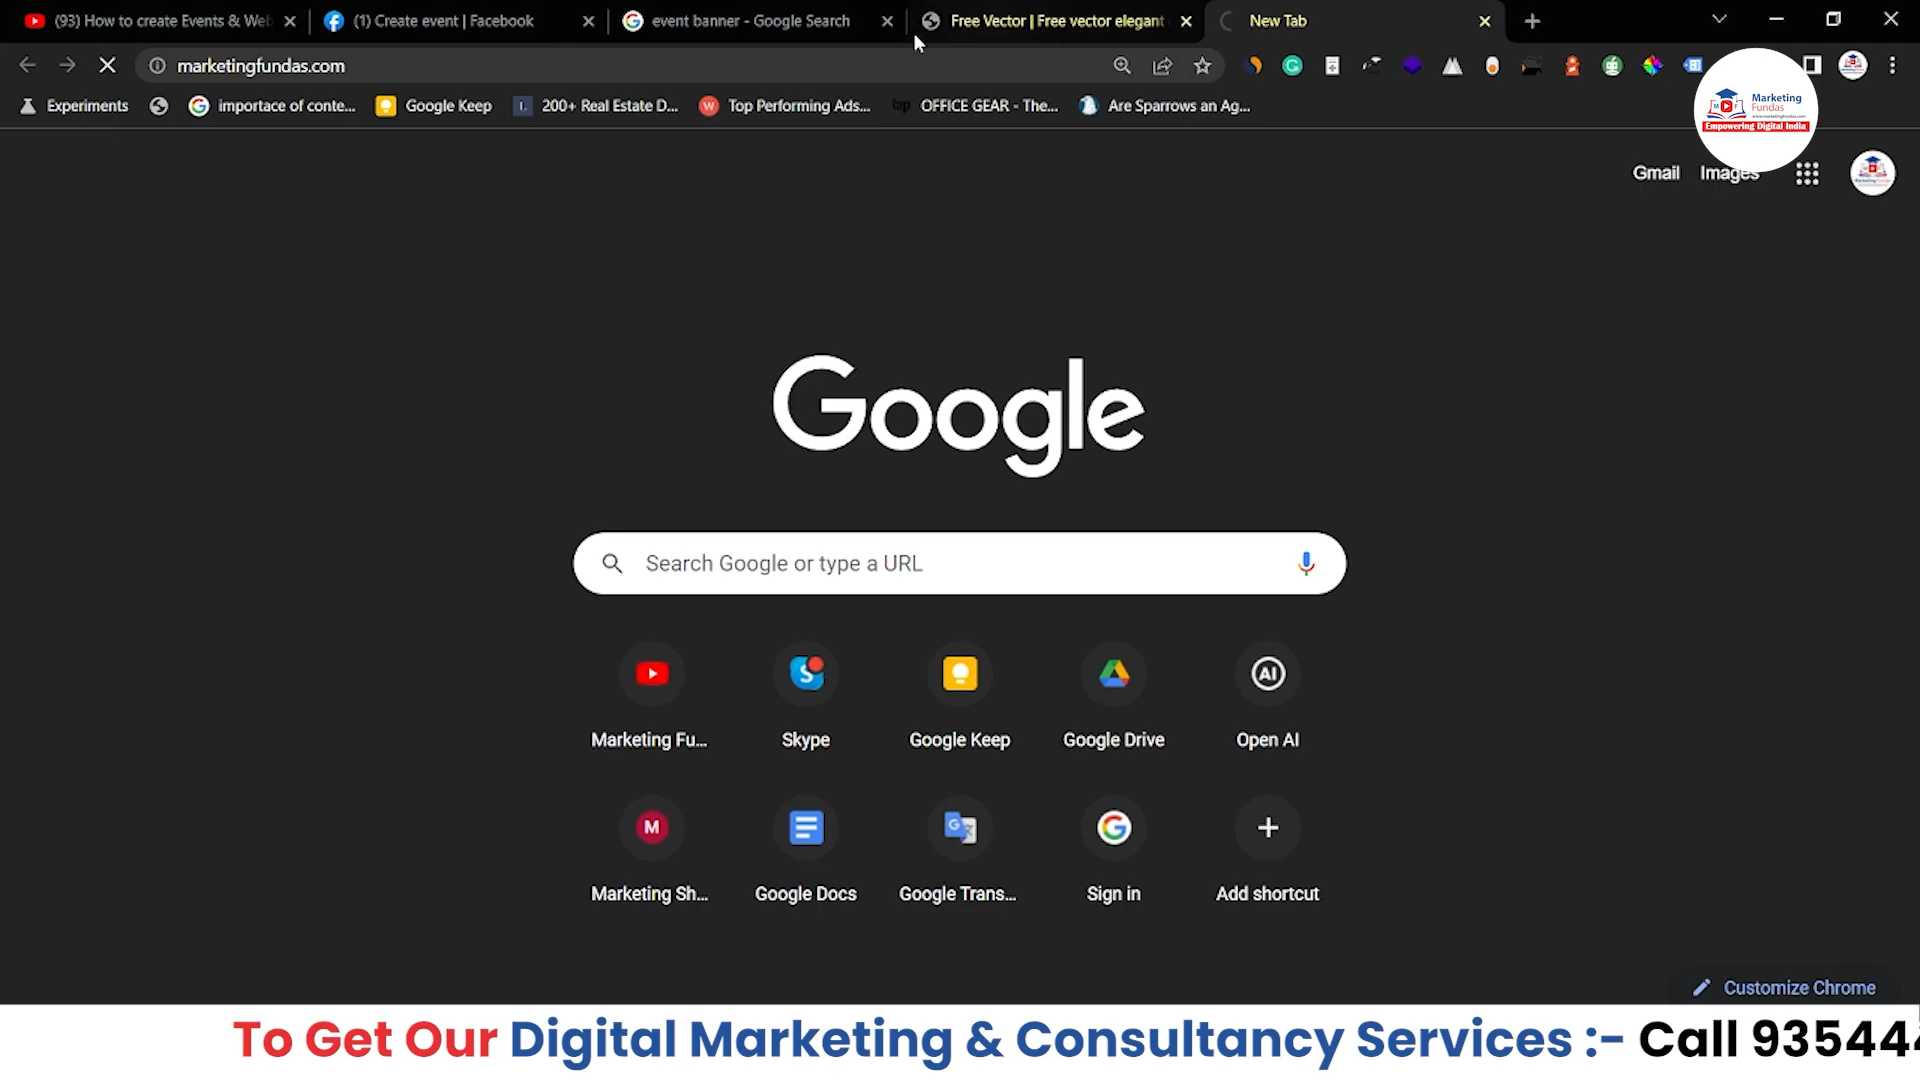 (93) How to create Events & Web
(1) Create event | Facebook
event banner - Google Search
Free Vector | Free vector elegant
New Tab
marketingfundas.com
Experiments
importace of conte...
Google Keep
200+ Real Estate D...
Top Performing Ads...
OFFICE GEAR - The...
Are Sparrows an Ag...
Marketing
Fundas
www.marketingfundas.com
Empowering Digital India
Gmail
Images
Google
Search Google or type a URL
Marketing Fu...
Skype
Google Keep
Google Drive
Open AI
Marketing Sh...
Google Docs
Google Trans...
Sign in
Add shortcut
Customize Chrome
To Get Our Digital Marketing & Consultancy Services :- Call 93544